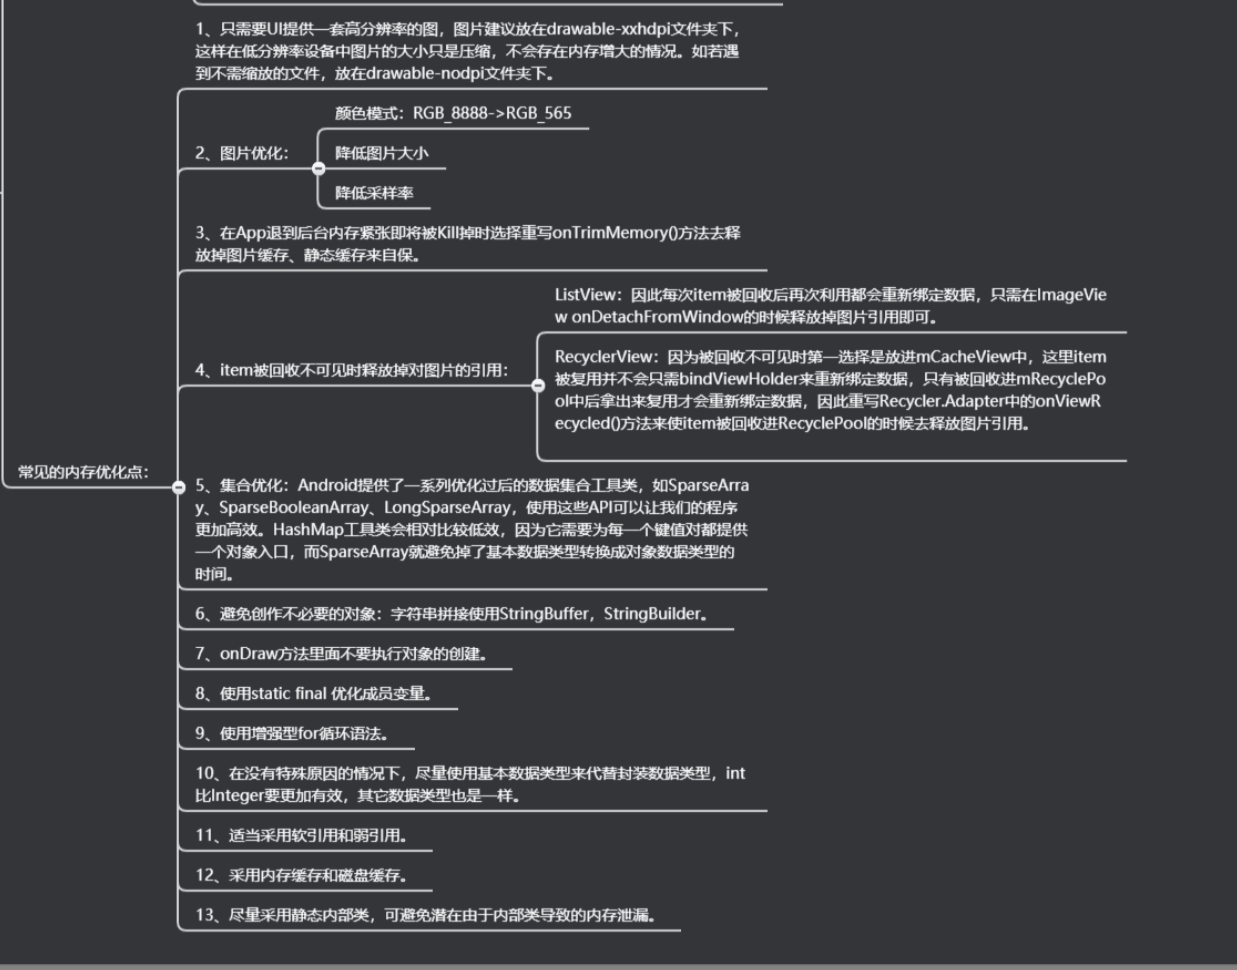 1、只需要UI提供一套高分辨率的图，图片建议放在drawable-xxhdpi文件夹下，
这样在低分辨率设备中图片的大小只是压缩，不会存在内存增大的情况。如若遇
到不需缩放的文件，放在drawable-nodpi文件夹下。
颜色模式：RGB_8888->RGB_565
2、图片优化：
降低图片大小
降低采样率
3、在App退到后台内存紧张即将被Kill掉时选择重写onTrimMemory()方法去释
放掉图片缓存、静态缓存来自保。
4、item被回收不可见时释放掉对图片的引用：
ListView：因此每次item被回收后再次利用都会重新绑定数据，只需在ImageVie
w onDetachFromWindow的时候释放掉图片引用即可。
RecyclerView：因为被回收不可见时第一选择是放进mCacheView中，这里item
被复用并不会只需bindViewHolder来重新绑定数据，只有被回收进mRecyclePo
ol中后拿出来复用才会重新绑定数据，因此重写Recycler.Adapter中的onViewR
ecycled()方法来使item被回收进RecyclePool的时候去释放图片引用。
常见的内存优化点：
5、集合优化：Android提供了一系列优化过后的数据集合工具类，如SparseArra
y、SparseBooleanArray、LongSparseArray，使用这些API可以让我们的程序
更加高效。HashMap工具类会相对比较低效，因为它需要为每一个键值对都提供
一个对象入口，而SparseArray就避免掉了基本数据类型转换成对象数据类型的
时间。
6、避免创作不必要的对象：字符串拼接使用StringBuffer，StringBuilder。
7、onDraw方法里面不要执行对象的创建。
8、使用static final 优化成员变量。
9、使用增强型for循环语法。
10、在没有特殊原因的情况下，尽量使用基本数据类型来代替封装数据类型，int
比Integer要更加有效，其它数据类型也是一样。
11、适当采用软引用和弱引用。
12、采用内存缓存和磁盘缓存。
13、尽量采用静态内部类，可避免潜在由于内部类导致的内存泄漏。